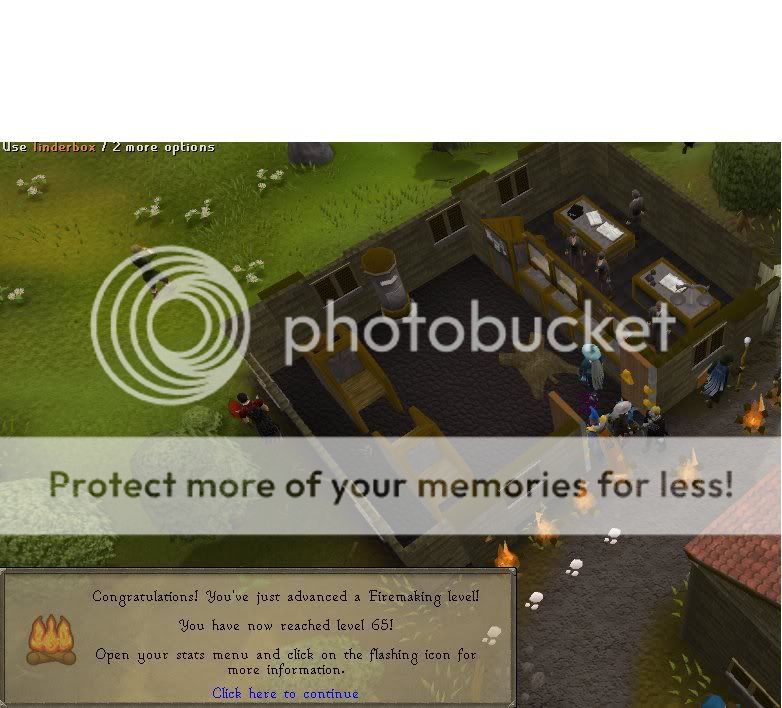 Use Tinderbox / 2 more options
photobucket
Protect more of your memories for less!
Congratulations! You've just advanced a Firemaking level!
You have now reached level 65!
Open your stats menu and click on the flashing icon for
more information.
Click here to continue